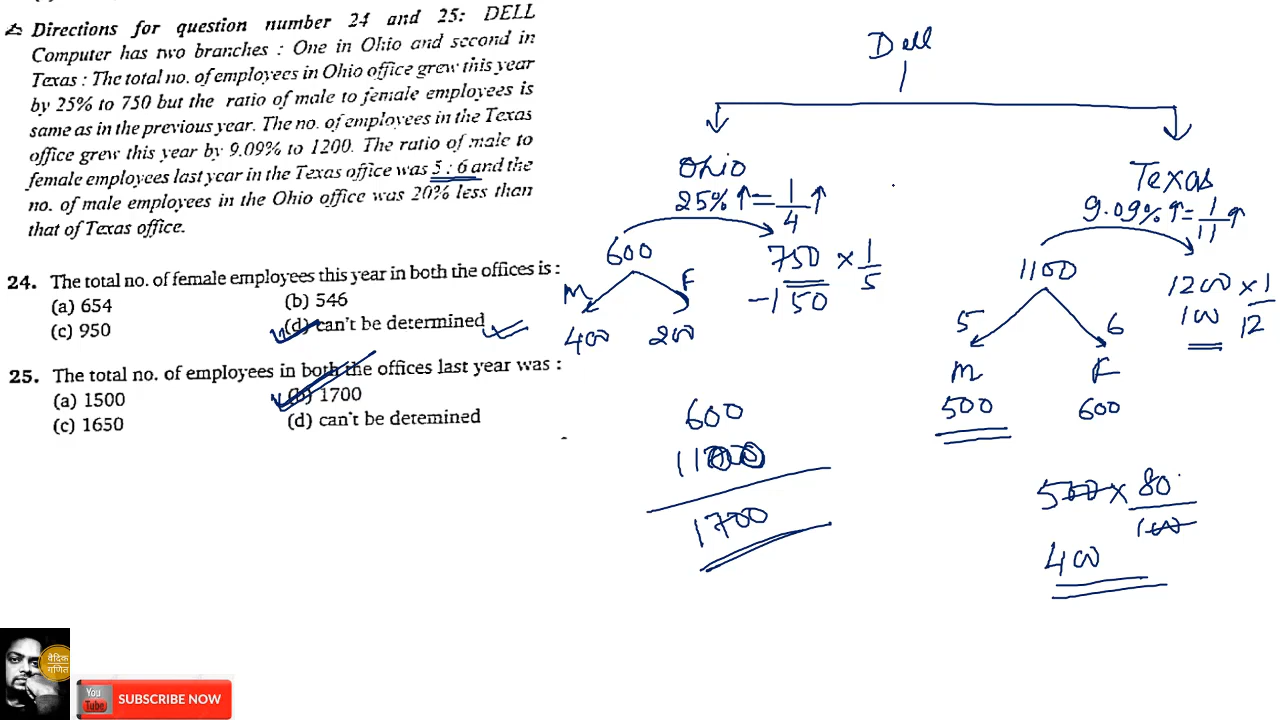 Directions for question number 24 and 25: DELL
Computer has two branches : One in Ohio and second in
Texas : The total no. of employees in Ohio office grew this year
by 25% to 750 but the ratio of male to female employees is
same as in the previous year. The no. of employees in the Texas
office grew this year by 9.09% to 1200. The ratio of male to
female employees last year in the Texas office was 5 : 6 and the
no. of male employees in the Ohio office was 20% less than
that of Texas office.
24. The total no. of female employees this year in both the offices is :
(a) 654 (b) 546
(c) 950 (d) can't be determined
25. The total no. of employees in both the offices last year was :
(a) 1500 (b) 1700
(c) 1650 (d) can't be detemined
Dell
Ohio
25% ↑ = 1/4 ↑
600
750 × 1/5
-150
M F
400 200
600
1100
1700
Texas
9.09% ↑ = 1/11 ↑
1100
1200 × 1/12
100
5 6
M F
500 600
500 × 80/100
400
वैदिक
गणित
You
Tube
SUBSCRIBE NOW